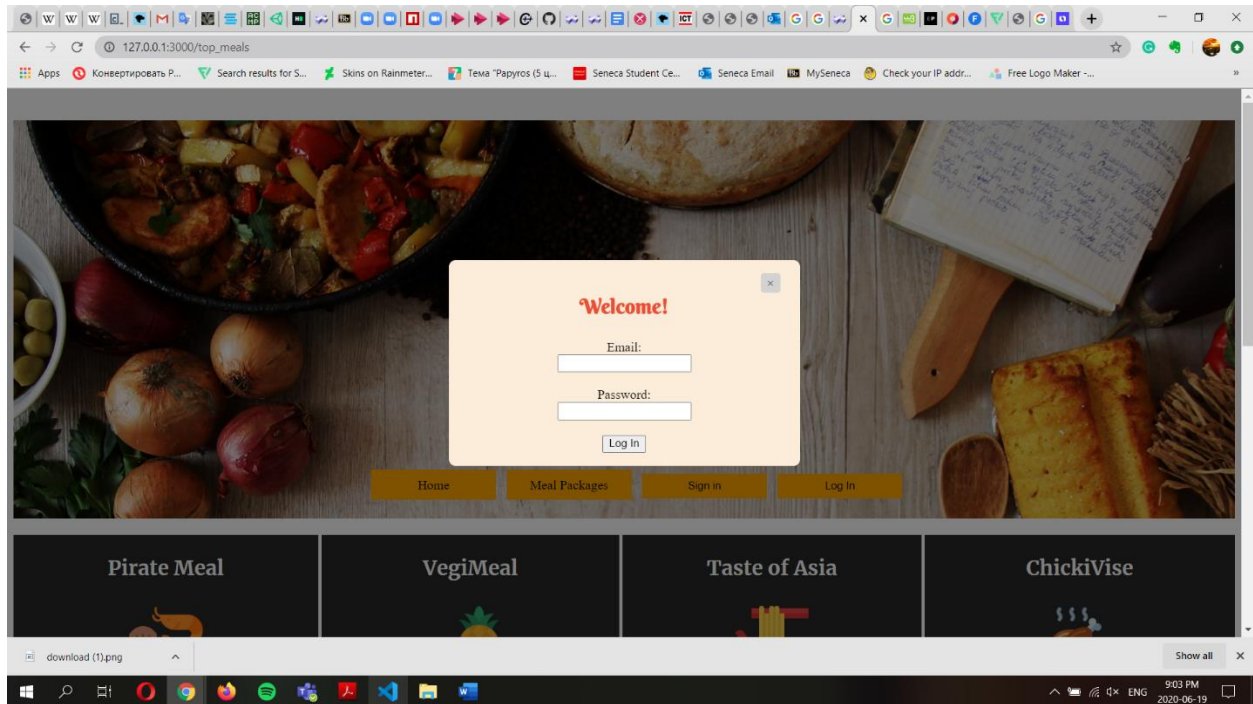 127.0.0.1:3000/top_meals
Apps Конвертировать Р... Search results for S... Skins on Rainmeter... Тема "Papyros (5 ц... Seneca Student Ce... Seneca Email MySeneca Check your IP addr... Free Logo Maker -... »
Welcome!
Email:
Password:
Log In
Home Meal Packages Sign in Log In
Pirate Meal VegiMeal Taste of Asia ChickiVise
download (1).png Show all
ENG 9:03 PM
2020-06-19